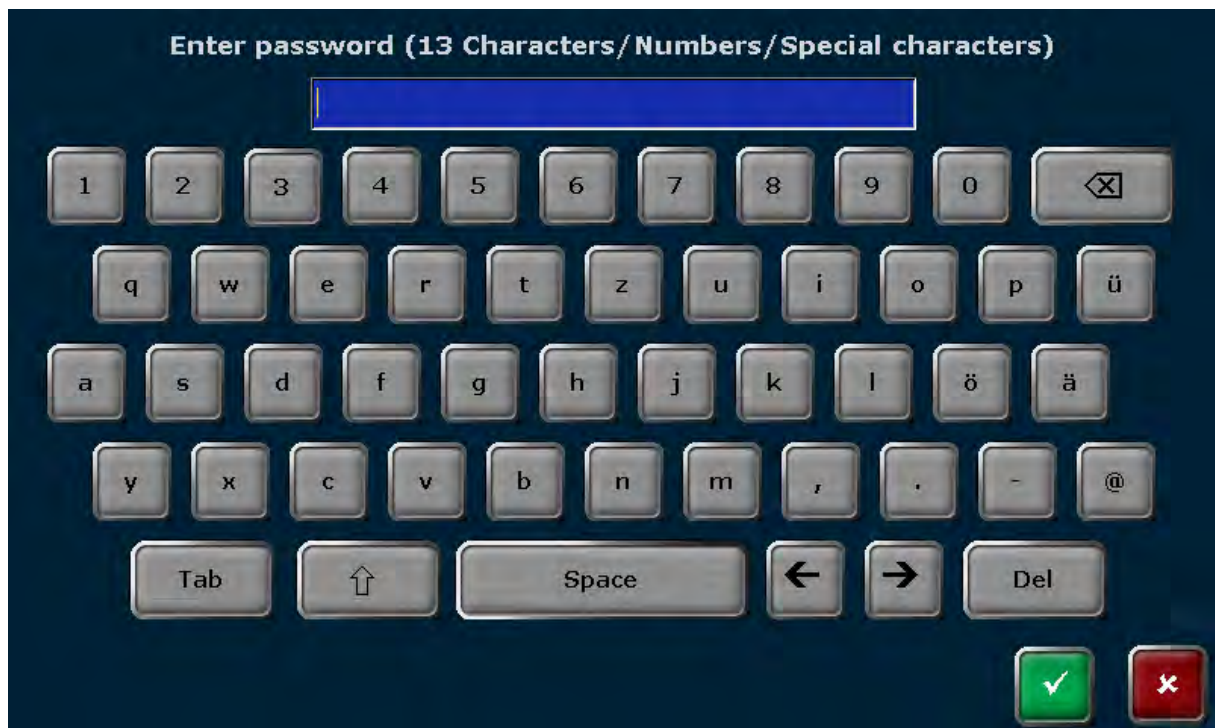 Enter password (13 Characters/Numbers/Special characters)
1 2 3 4 5 6 7 8 9 0
q w e r t z u i o p ü
a s d f g h j k l ö ä
y x c v b n m , . - @
Tab Space Del